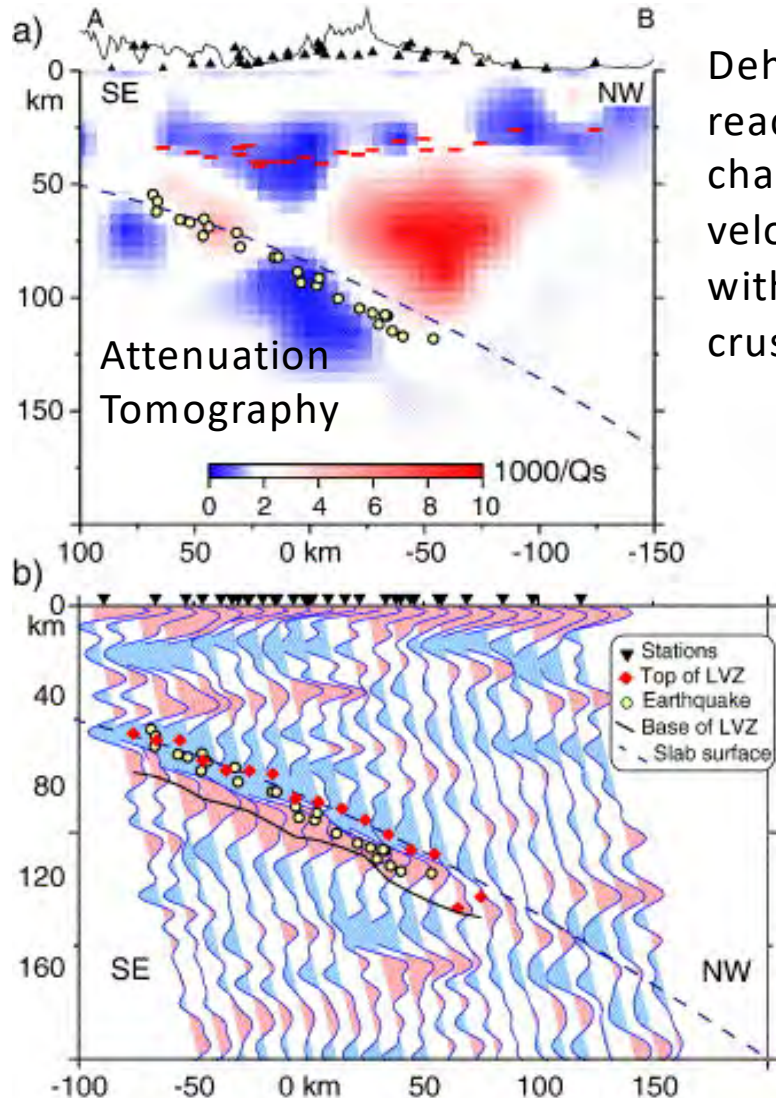 a)
A
B
0
km
SE
NW
50
100
150
Attenuation
Tomography
1000/Qs
0 2 4 6 8 10
100 50 0 km -50 -100 -150
b)
0
km
40
80
120
160
Stations
Top of LVZ
Earthquake
Base of LVZ
Slab surface
SE
NW
-100 -50 0 km 50 100 150